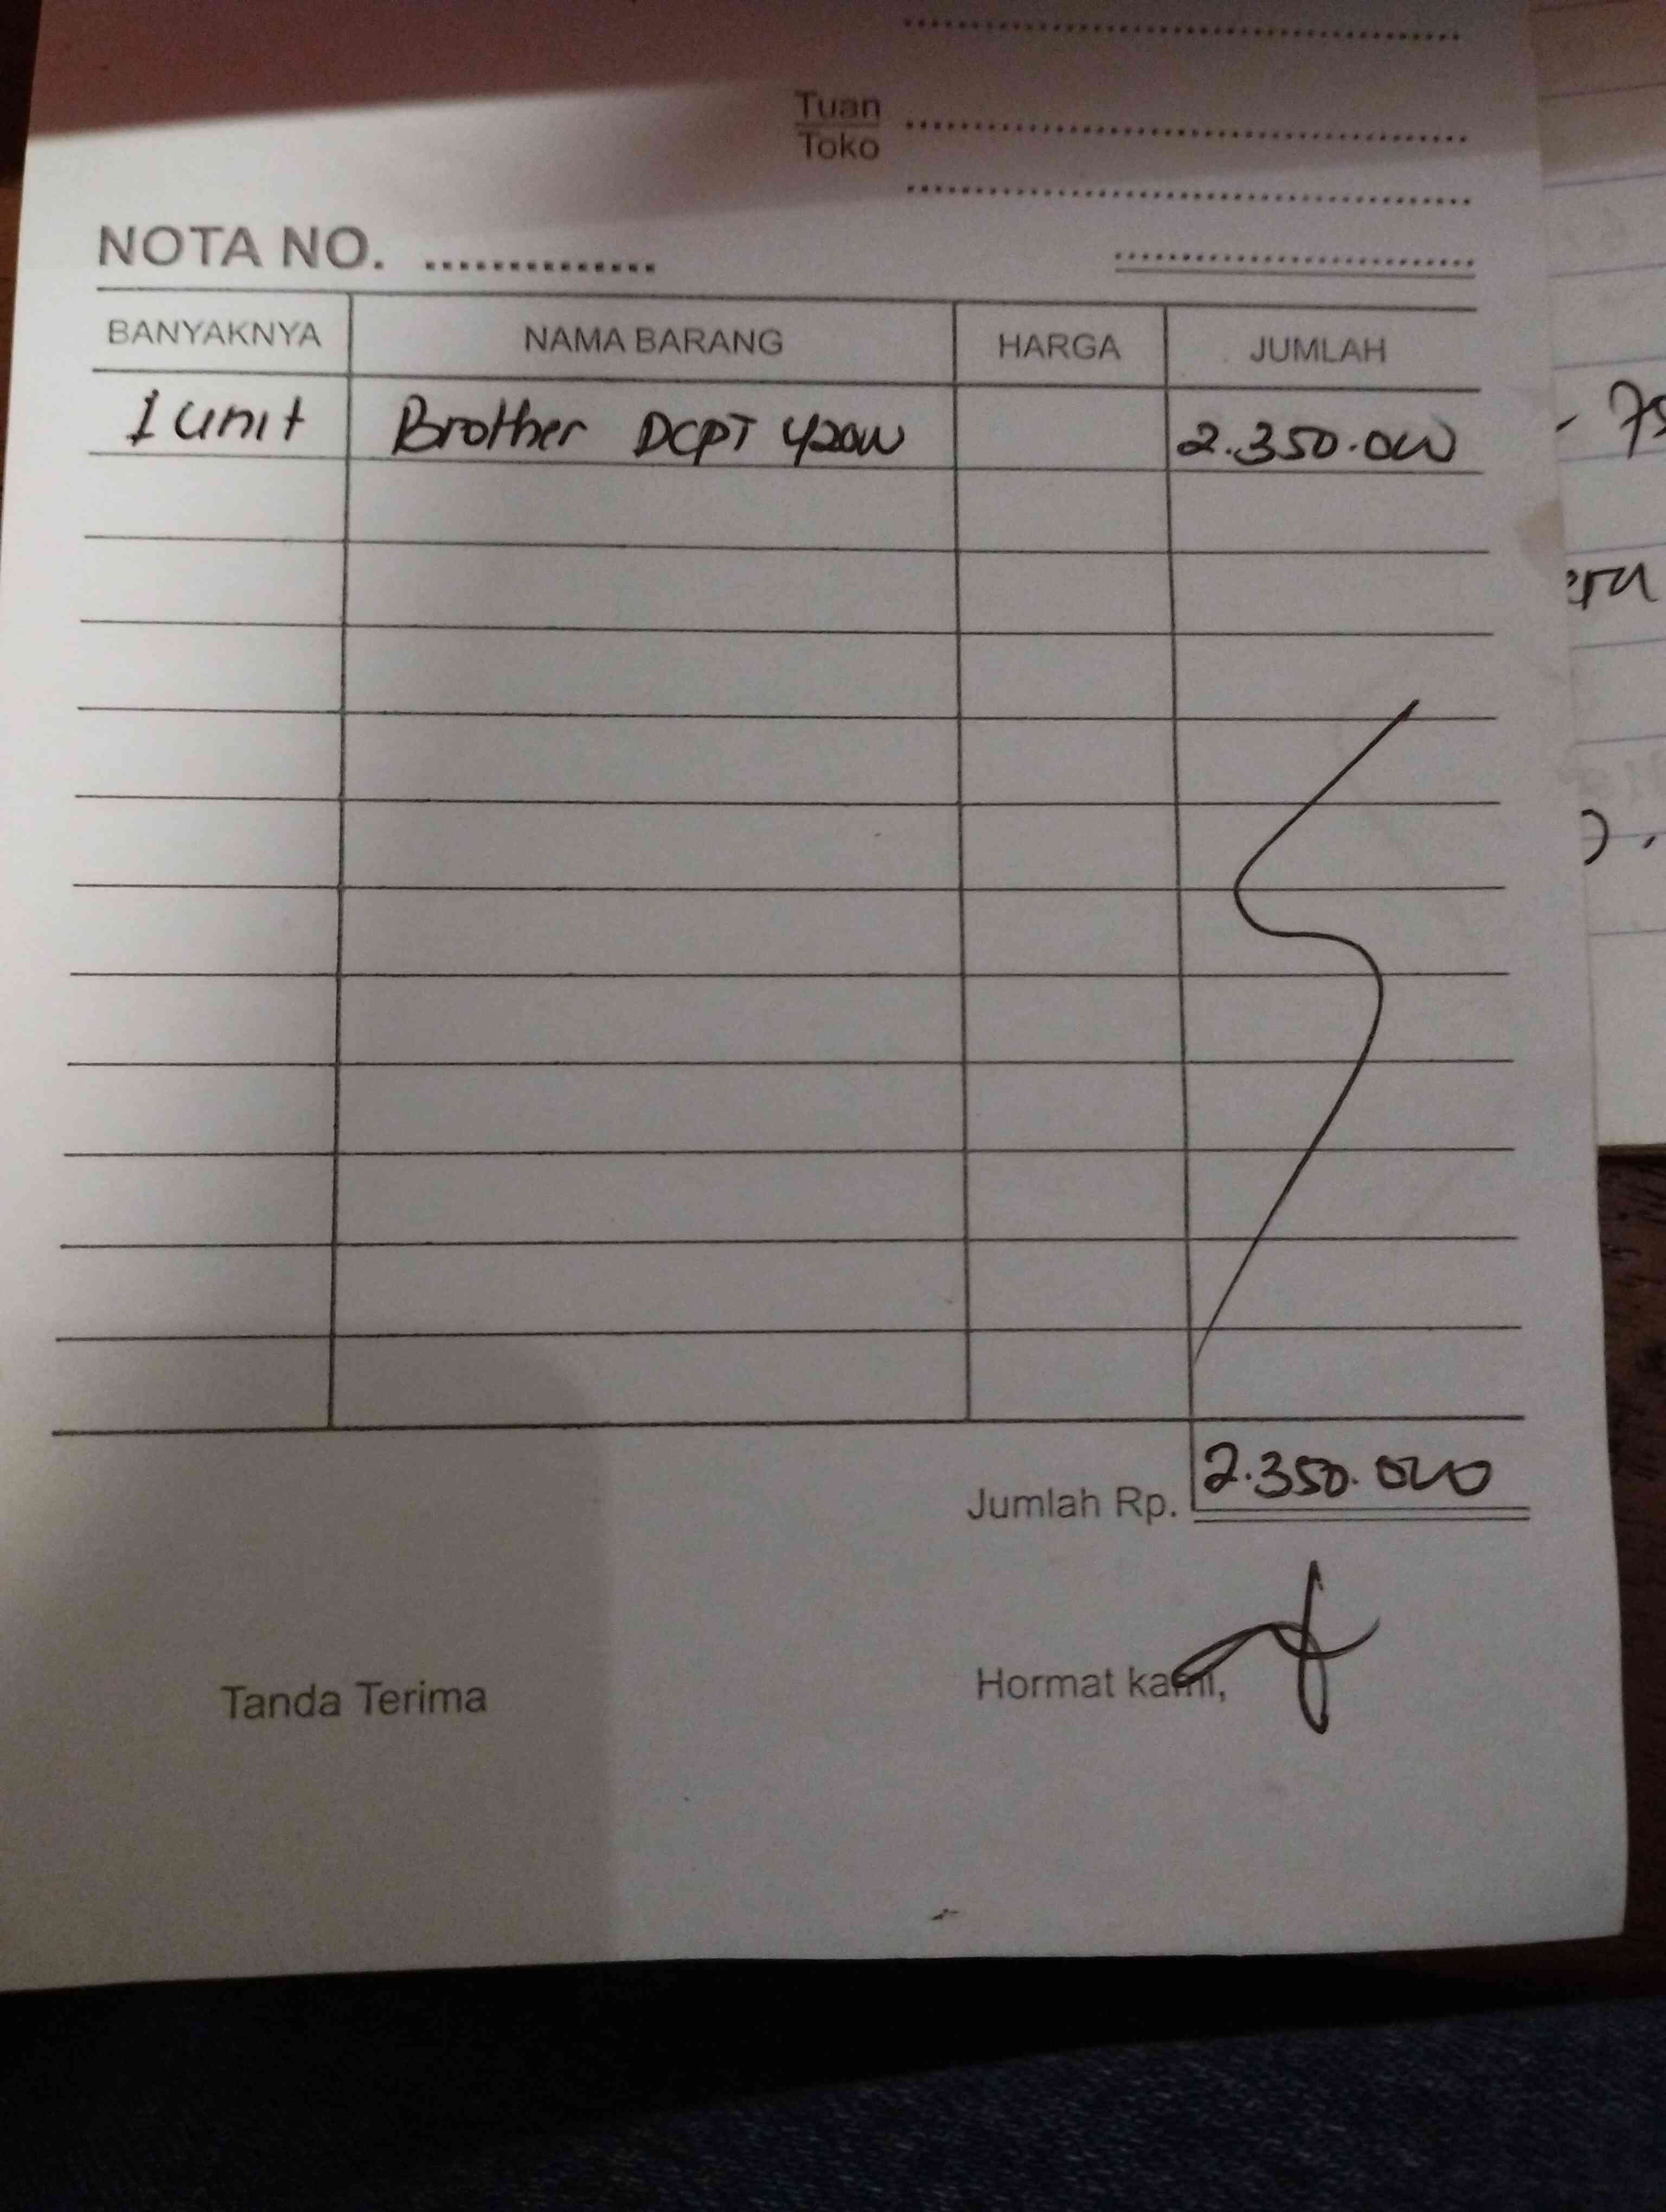 Tuan
Toko
NOTA NO.
BANYAKNYA NAMA BARANG HARGA JUMLAH
1 unit Brother DCPT 420W 2.350.000
Jumlah Rp. 2.350.000
Tanda Terima Hormat kami,